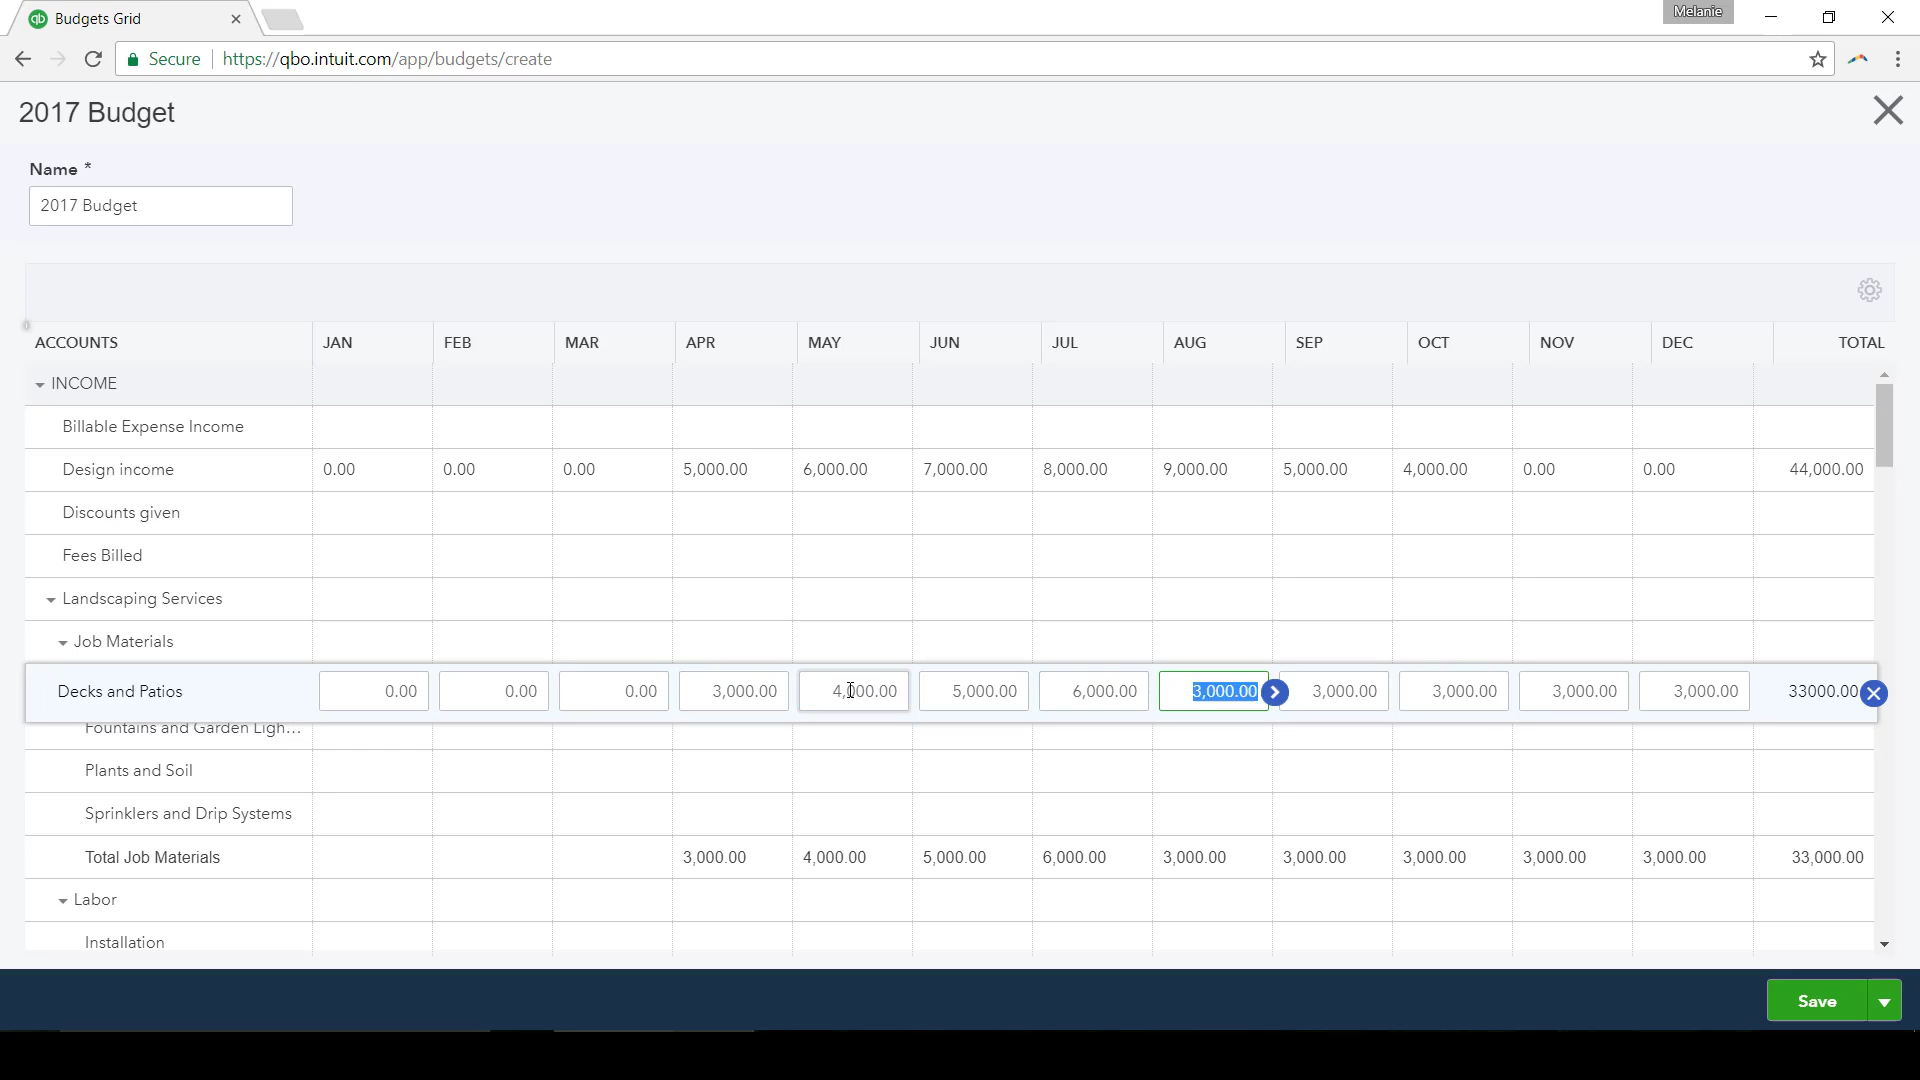 Budgets Grid
Melanie
Secure https://qbo.intuit.com/app/budgets/create
2017 Budget
Name *
2017 Budget
ACCOUNTS JAN FEB MAR APR MAY JUN JUL AUG SEP OCT NOV DEC TOTAL
INCOME
Billable Expense Income
Design income 0.00 0.00 0.00 5,000.00 6,000.00 7,000.00 8,000.00 9,000.00 5,000.00 4,000.00 0.00 0.00 44,000.00
Discounts given
Fees Billed
Landscaping Services
Job Materials
Decks and Patios 0.00 0.00 0.00 3,000.00 4,000.00 5,000.00 6,000.00 3,000.00 3,000.00 3,000.00 3,000.00 3,000.00 33000.00
Fountains and Garden Ligh...
Plants and Soil
Sprinklers and Drip Systems
Total Job Materials 3,000.00 4,000.00 5,000.00 6,000.00 3,000.00 3,000.00 3,000.00 3,000.00 3,000.00 33,000.00
Labor
Installation
Save